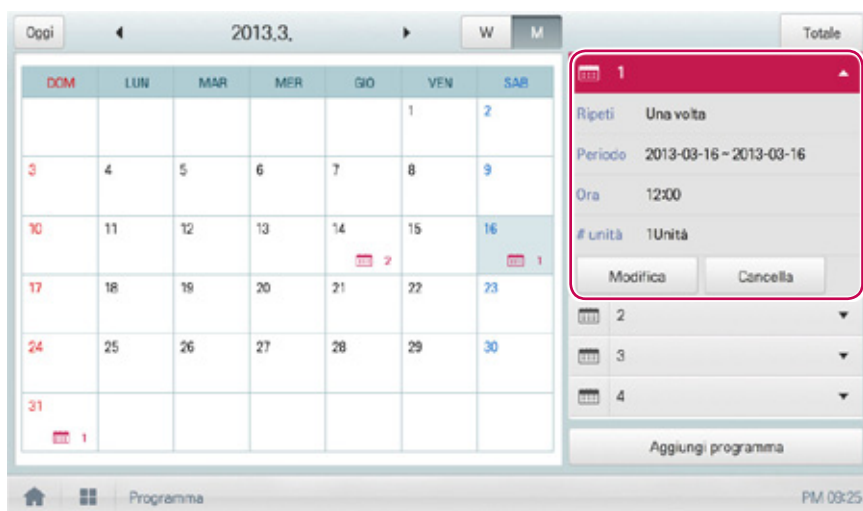 Oggi 2013.3. W M Totale
DOM LUN MAR MER GIO VEN SAB
1 2
3 4 5 6 7 8 9
10 11 12 13 14 15 16
2 1
17 18 19 20 21 22 23
24 25 26 27 28 29 30
31
1
1
Ripeti Una volta
Periodo 2013-03-16 ~ 2013-03-16
Ora 12:00
# unità 1Unità
Modifica Cancella
2
3
4
Aggiungi programma
Programma PM 09:25